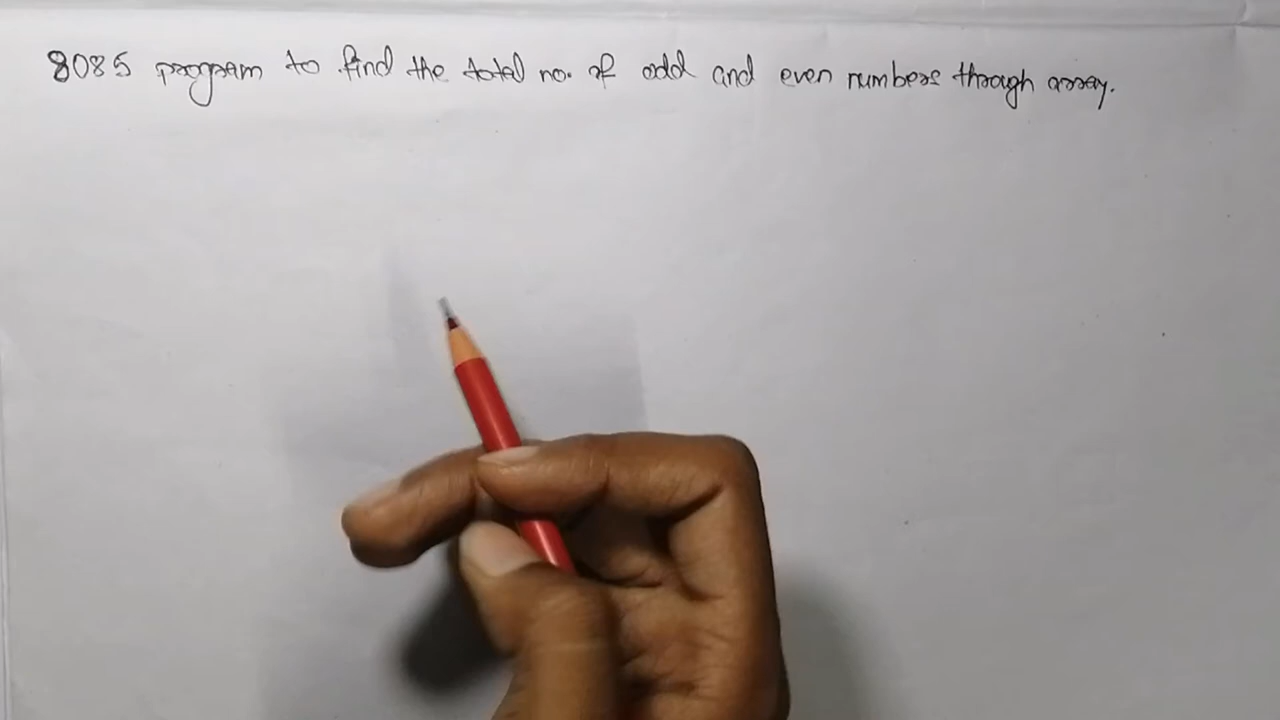 8085 program to find the total no. of odd and even numbers through array.